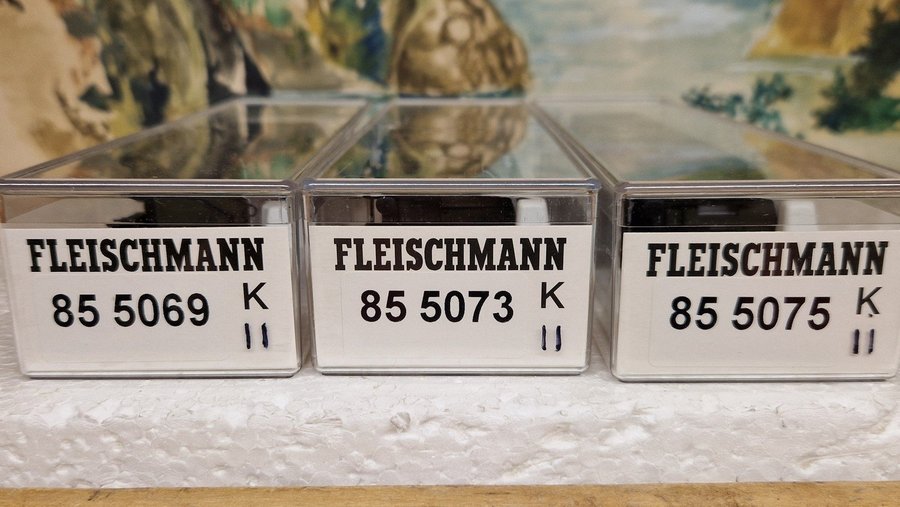 FLEISCHMANN
85 5069 K
II
FLEISCHMANN
85 5073 K
II
FLEISCHMANN
85 5075 K
II